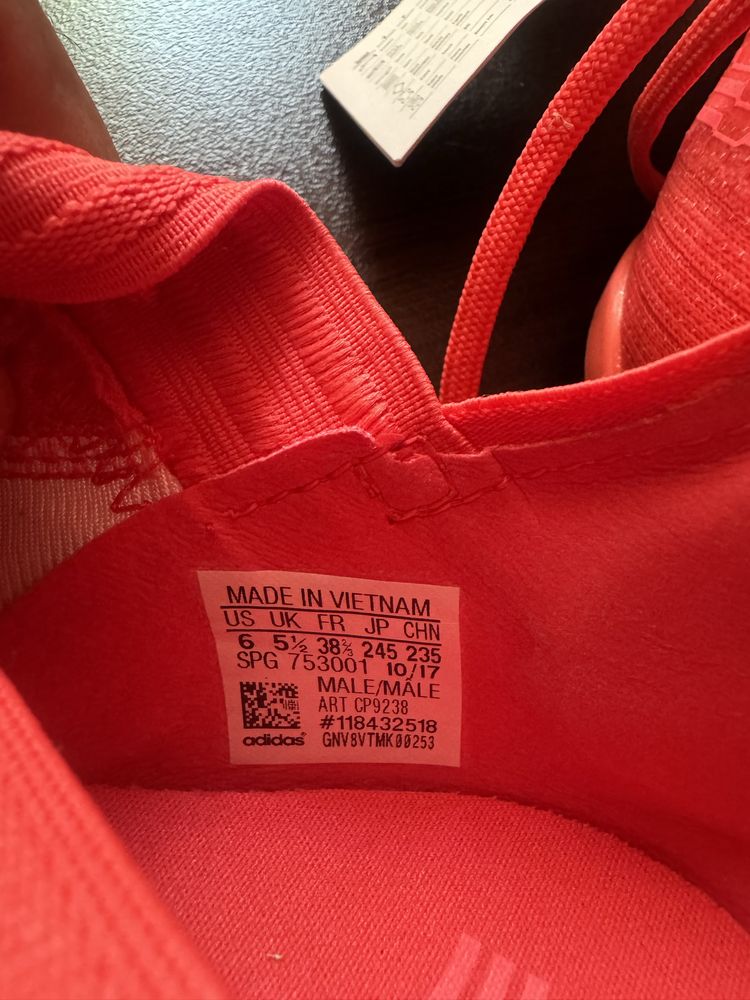 MADE IN VIETNAM
US UK FR JP CHN
6 5½ 38⅔ 245 235
SPG 753001 10/17
MALE/MÂLE
ART CP9238
#118432518
adidas GNV8VTMK00253